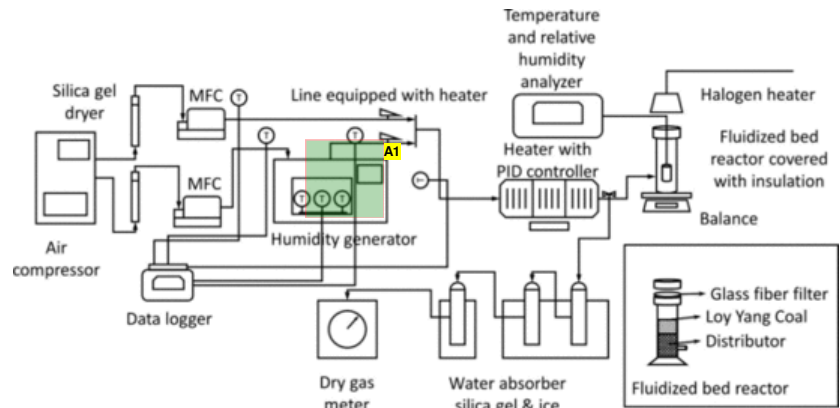 Temperature
and relative
humidity
analyzer
Silica gel
dryer
MFC
T
Line equipped with heater
Halogen heater
T
T
A1
Heater with
PID controller
Fluidized bed
reactor covered
with insulation
MFC
T
T
T
T
Balance
Air
compressor
Humidity generator
Data logger
Glass fiber filter
Loy Yang Coal
Distributor
Fluidized bed reactor
Dry gas
meter
Water absorber
silica gel & ice